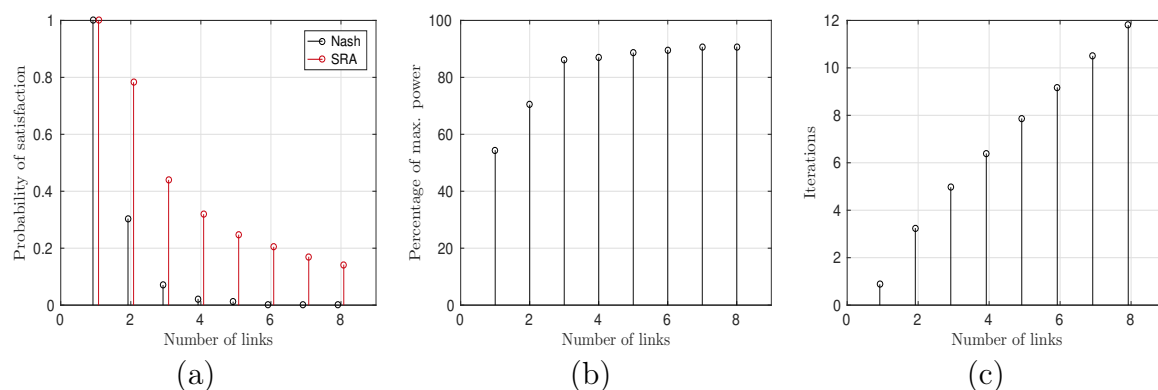 Probability of satisfaction
1
0.8
0.6
0.4
0.2
0
0 2 4 6 8
Number of links
Nash
SRA
(a)
Percentage of max. power
100
80
60
40
20
0
0 2 4 6 8
Number of links
(b)
Iterations
12
10
8
6
4
2
0
0 2 4 6 8
Number of links
(c)